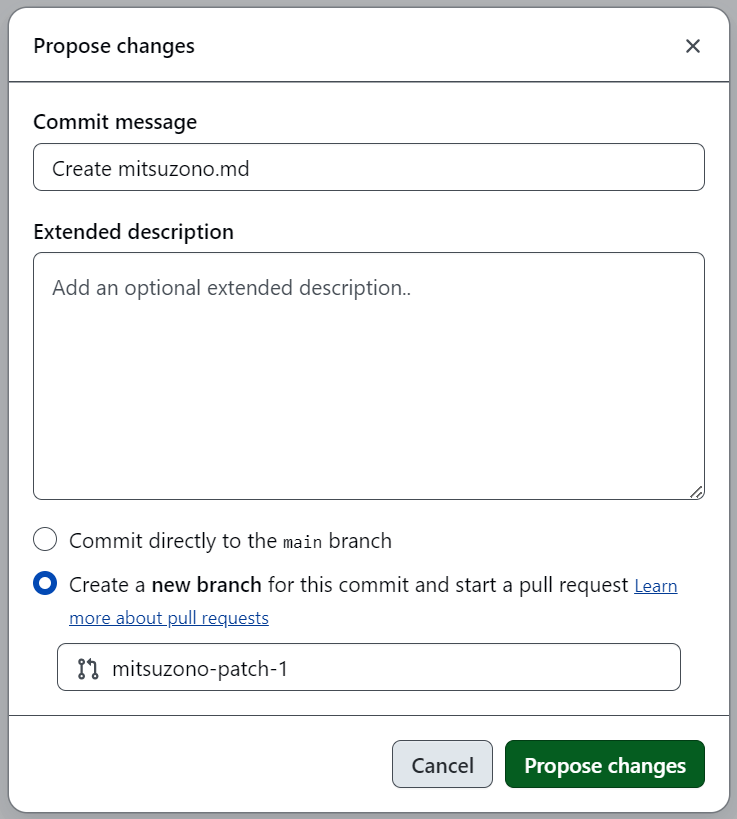 Propose changes
Commit message
Create mitsuzono.md
Extended description
Add an optional extended description..
Commit directly to the main branch
Create a new branch for this commit and start a pull request Learn
more about pull requests
mitsuzono-patch-1
Cancel
Propose changes